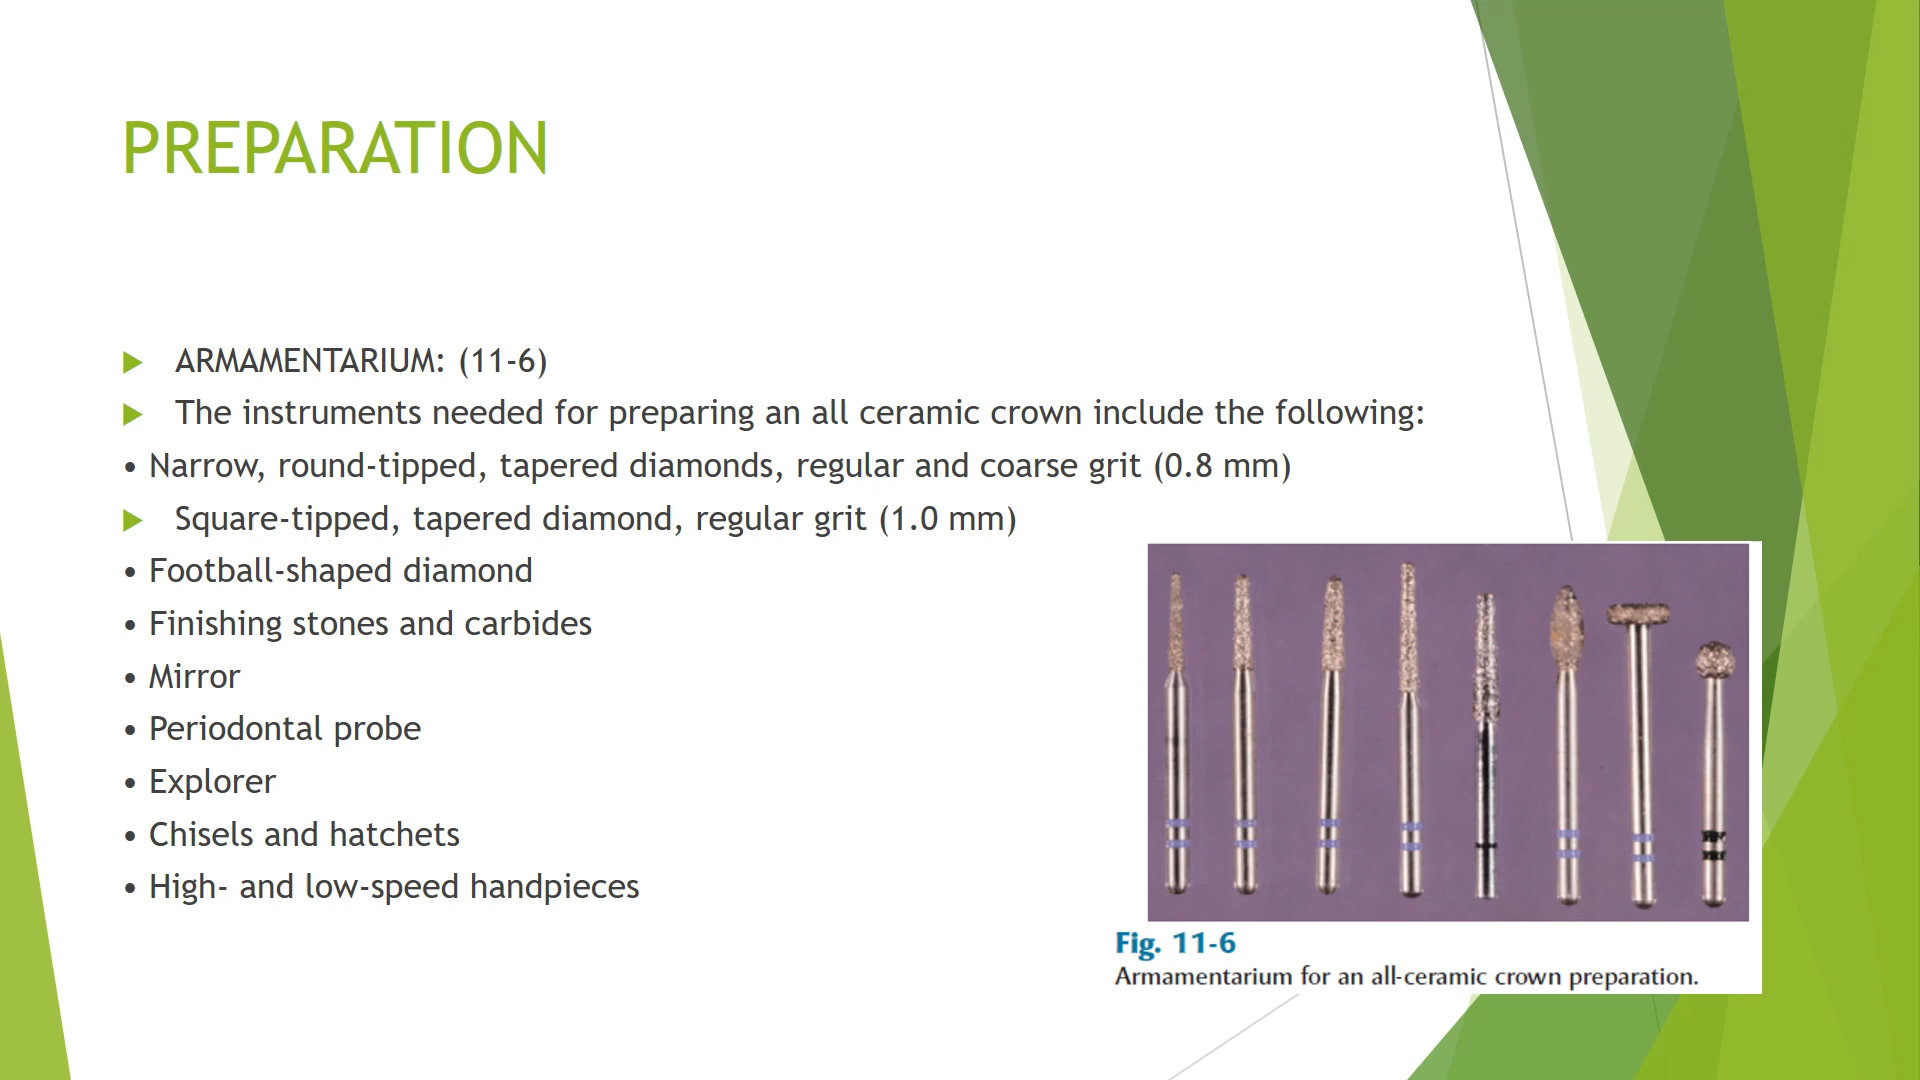 PREPARATION
ARMAMENTARIUM: (11-6)
The instruments needed for preparing an all ceramic crown include the following:
• Narrow, round-tipped, tapered diamonds, regular and coarse grit (0.8 mm)
Square-tipped, tapered diamond, regular grit (1.0 mm)
• Football-shaped diamond
• Finishing stones and carbides
• Mirror
• Periodontal probe
• Explorer
• Chisels and hatchets
• High- and low-speed handpieces
Fig. 11-6
Armamentarium for an all-ceramic crown preparation.